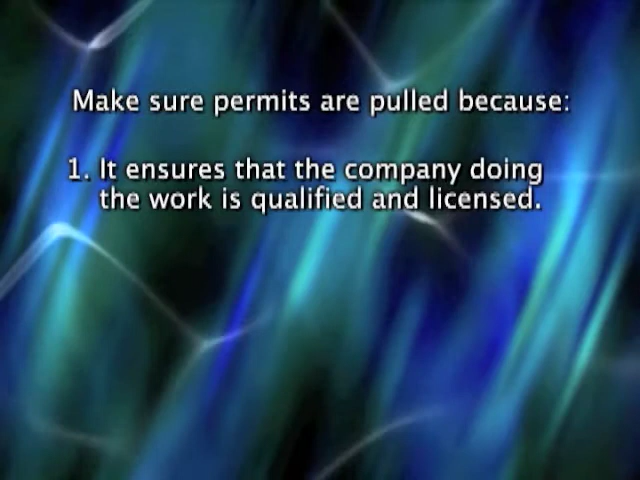 Make sure permits are pulled because:
1. It ensures that the company doing
the work is qualified and licensed.